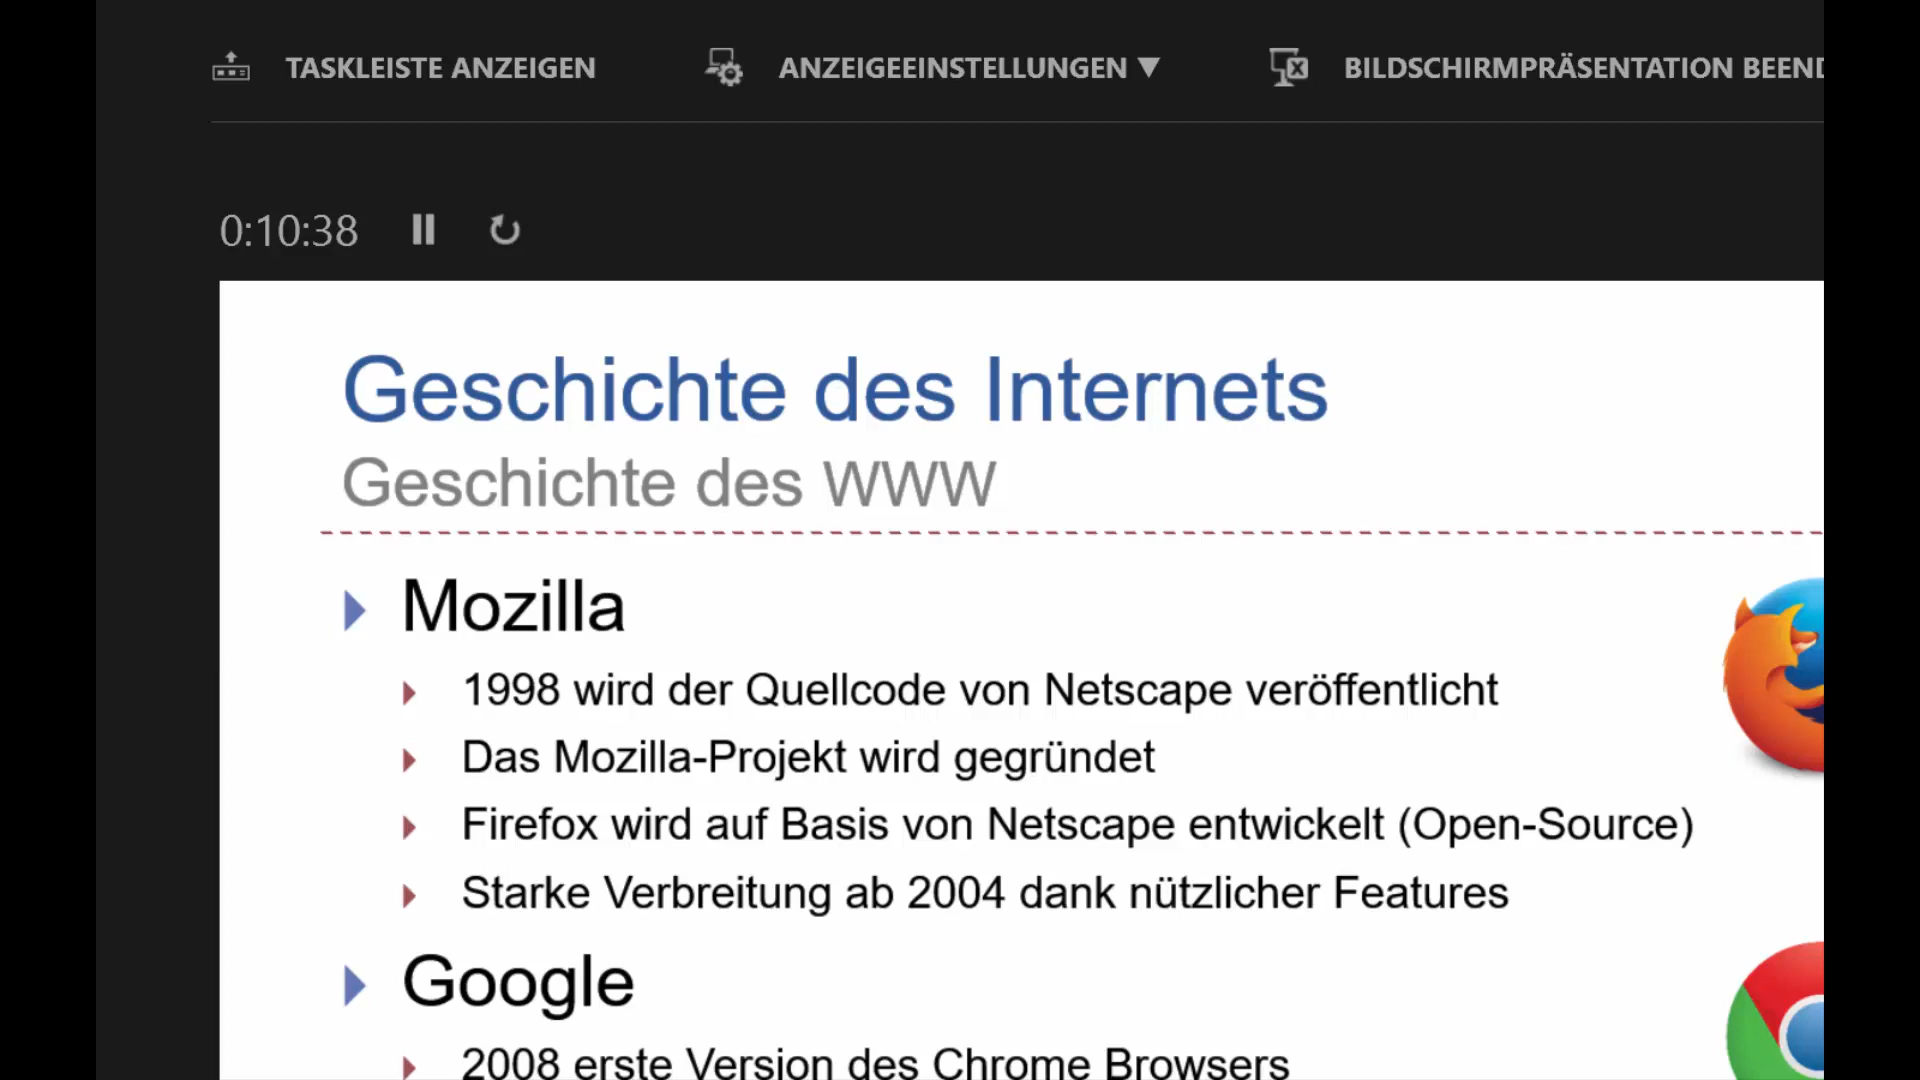 TASKLEISTE ANZEIGEN ANZEIGEEINSTELLUNGEN ▼ BILDSCHIRMPRÄSENTATION BEEND
0:10:38
Geschichte des Internets
Geschichte des WWW
Mozilla
1998 wird der Quellcode von Netscape veröffentlicht
Das Mozilla-Projekt wird gegründet
Firefox wird auf Basis von Netscape entwickelt (Open-Source)
Starke Verbreitung ab 2004 dank nützlicher Features
Google
2008 erste Version des Chrome Browsers